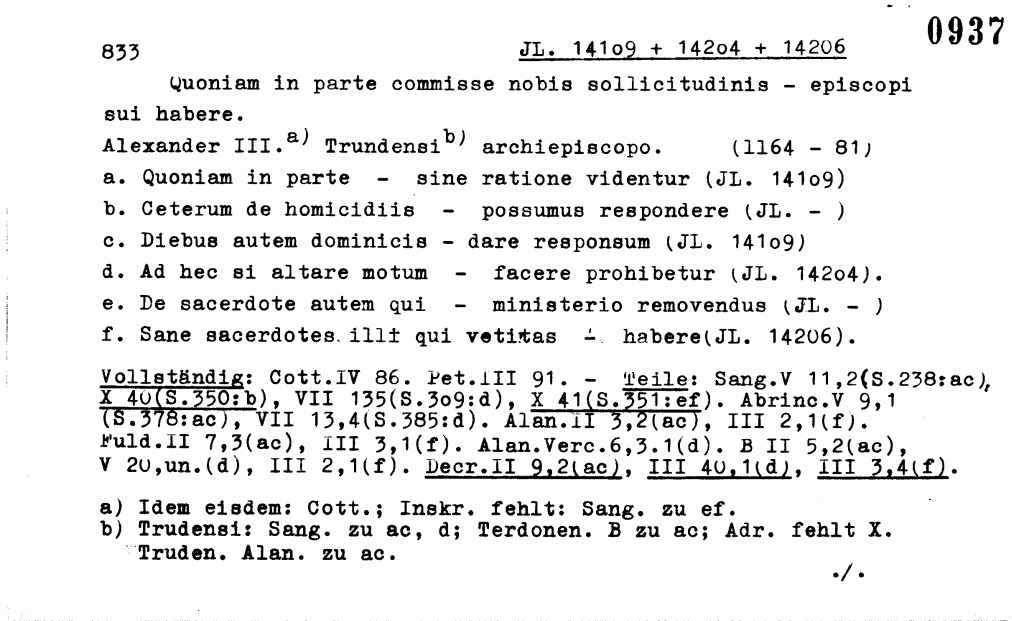 0937
833 JL. 141o9 + 142o4 + 14206
Quoniam in parte commisse nobis sollicitudinis - episcopi
sui habere.
Alexander III.a) Trundensib) archiepiscopo. (1164 - 81)
a. Quoniam in parte - sine ratione videntur (JL. 141o9)
b. Ceterum de homicidiis - possumus respondere (JL. - )
c. Diebus autem dominicis - dare responsum (JL. 141o9)
d. Ad hec si altare motum - facere prohibetur (JL. 142o4).
e. De sacerdote autem qui - ministerio removendus (JL. - )
f. Sane sacerdotes illi qui vetitas - habere(JL. 14206).
Vollständig: Cott.IV 86. Pet.III 91. - Teile: Sang.V 11,2(S.238:ac),
X 40(S.350:b), VII 135(S.3o9:d), X 41(S.351:ef). Abrinc.V 9,1
(S.378:ac), VII 13,4(S.385:d). Alan.II 3,2(ac), III 2,1(f).
Fuld.II 7,3(ac), III 3,1(f). Alan.Verc.6,3.1(d). B II 5,2(ac),
V 20,un.(d), III 2,1(f). Decr.II 9,2(ac), III 40,1(d), III 3,4(f).
a) Idem eisdem: Cott.; Inskr. fehlt: Sang. zu ef.
b) Trudensi: Sang. zu ac, d; Terdonen. B zu ac; Adr. fehlt X.
Truden. Alan. zu ac.
./.